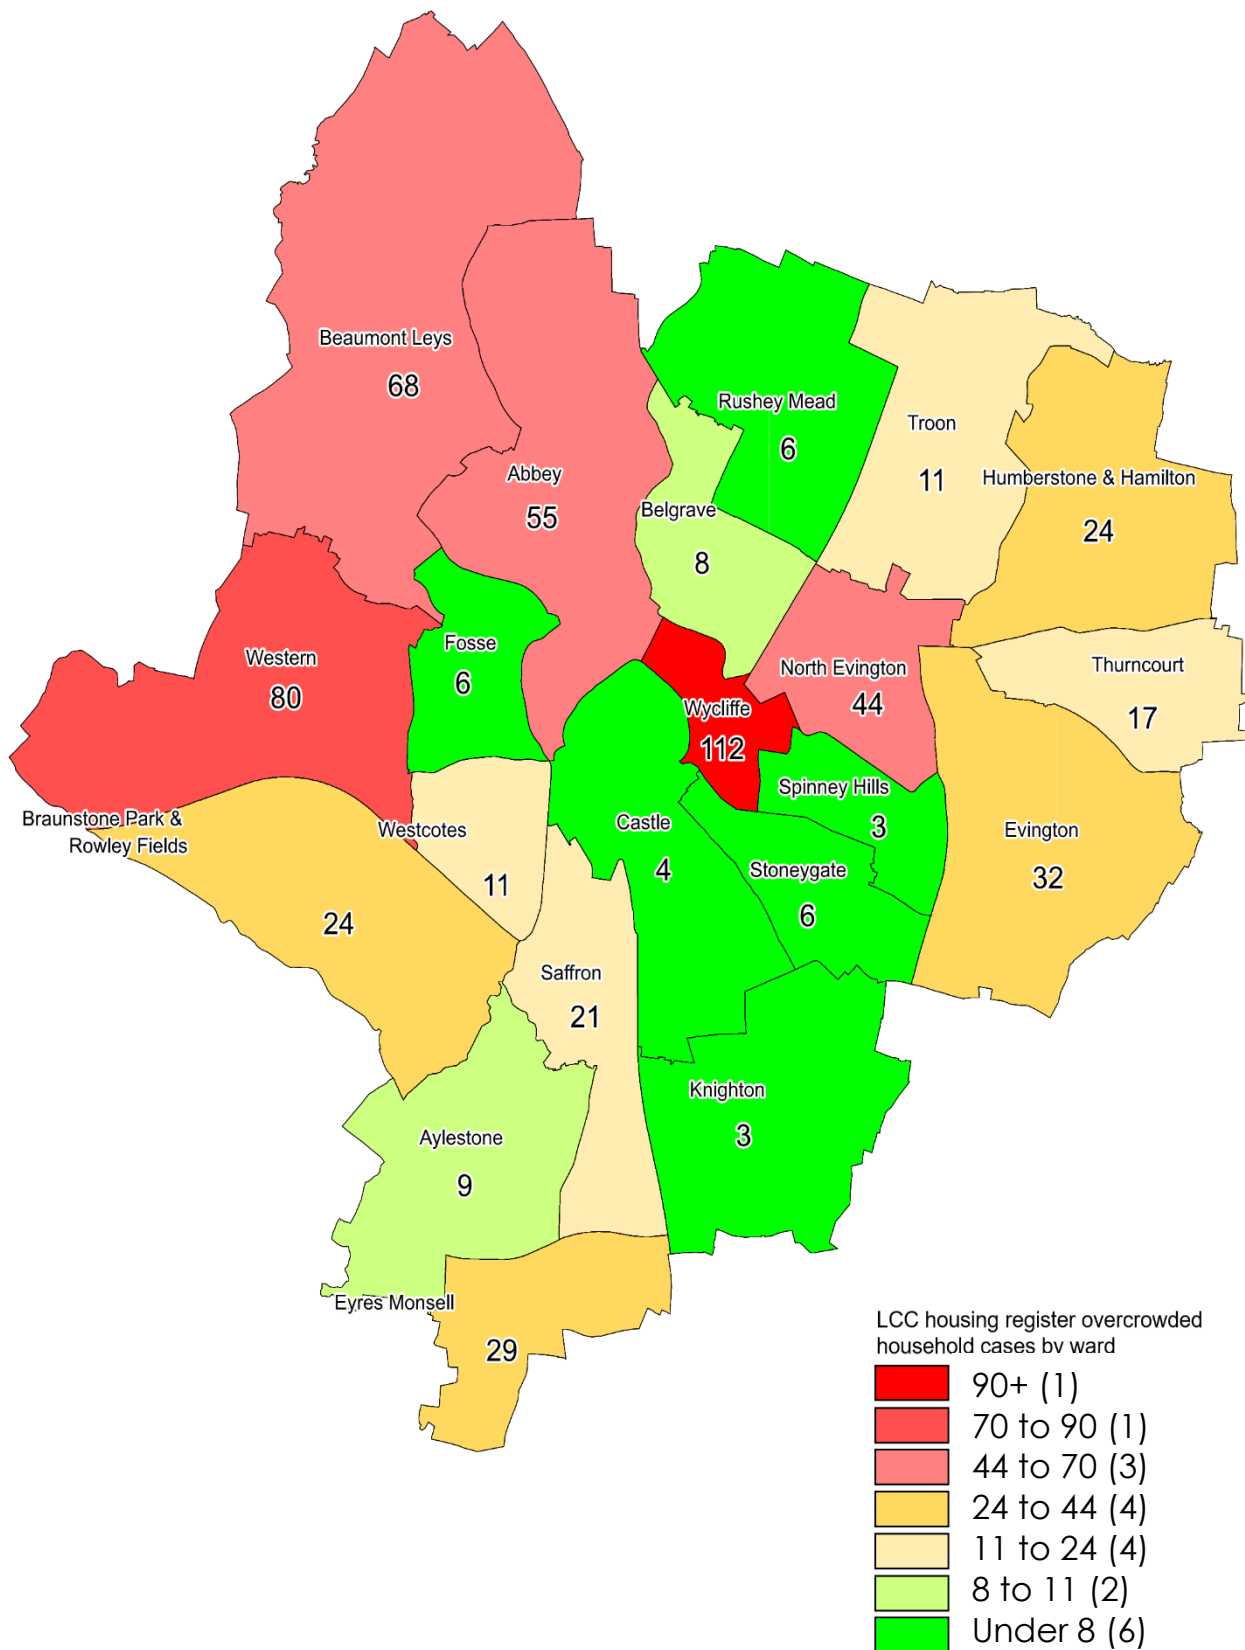 Beaumont Leys
68
Rushey Mead
6
Troon
11
Abbey
55
Humberstone & Hamilton
24
Belgrave
8
Fosse
6
Western
80
North Evington
44
Thurncourt
17
Wycliffe
112
Spinney Hills
3
Braunstone Park &
Rowley Fields
24
Westcotes
11
Castle
4
Evington
32
Stoneygate
6
Saffron
21
Knighton
3
Aylestone
9
Eyres Monsell
29
LCC housing register overcrowded
household cases by ward
90+ (1)
70 to 90 (1)
44 to 70 (3)
24 to 44 (4)
11 to 24 (4)
8 to 11 (2)
Under 8 (6)